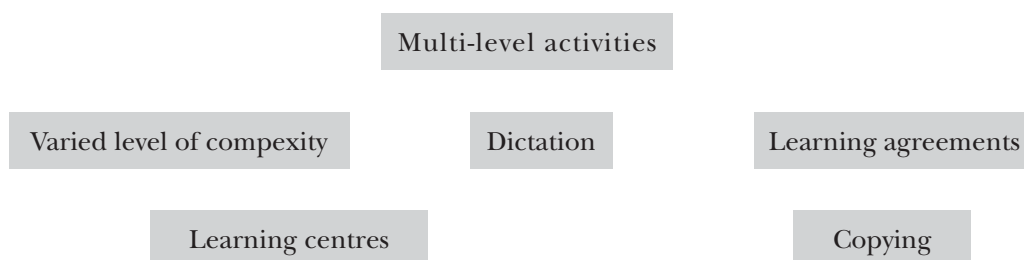 Multi-level activities
Varied level of compexity
Dictation
Learning agreements
Learning centres
Copying